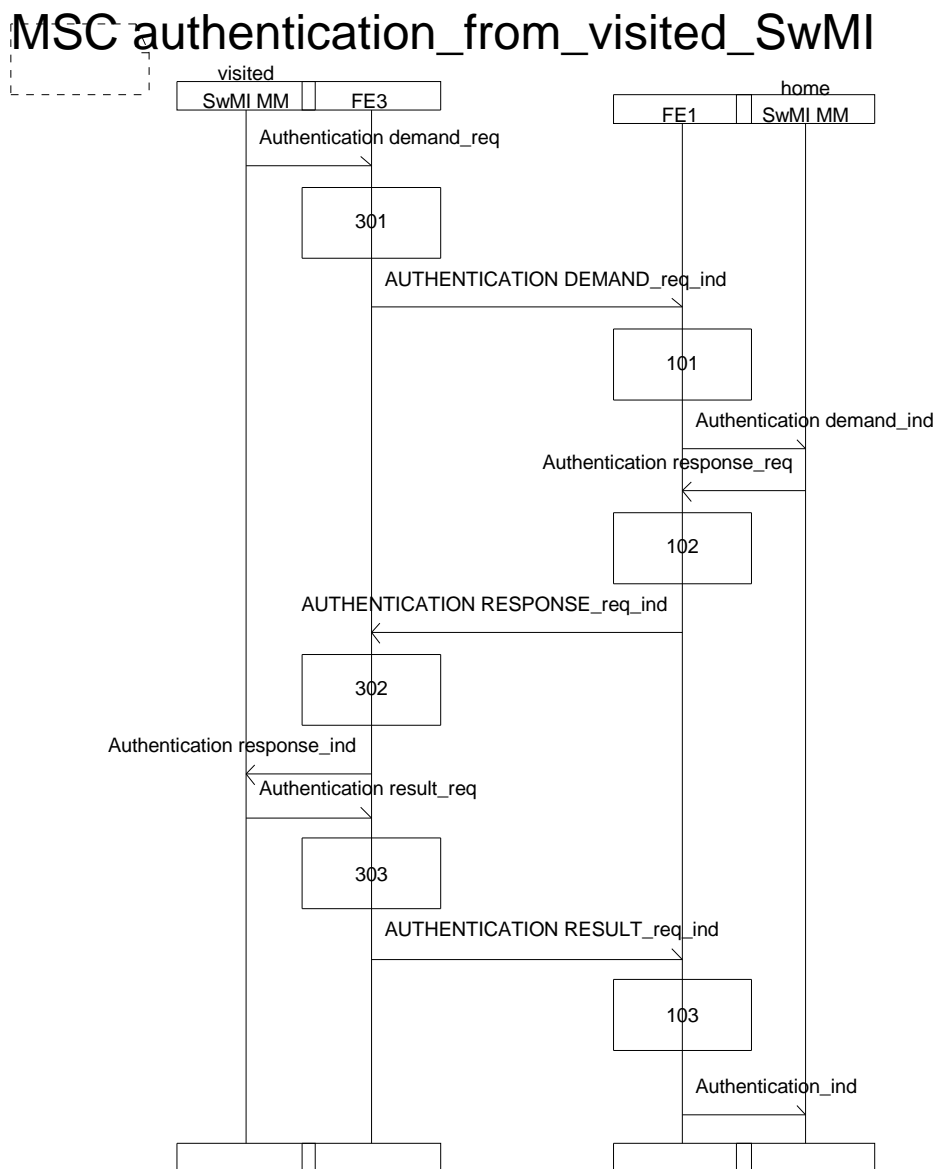 MSC authentication_from_visited_SwMI
visited
SwMI MM
FE3
home
FE1
SwMI MM
Authentication demand_req
301
AUTHENTICATION DEMAND_req_ind
101
Authentication demand_ind
Authentication response_req
102
AUTHENTICATION RESPONSE_req_ind
302
Authentication response_ind
Authentication result_req
303
AUTHENTICATION RESULT_req_ind
103
Authentication_ind